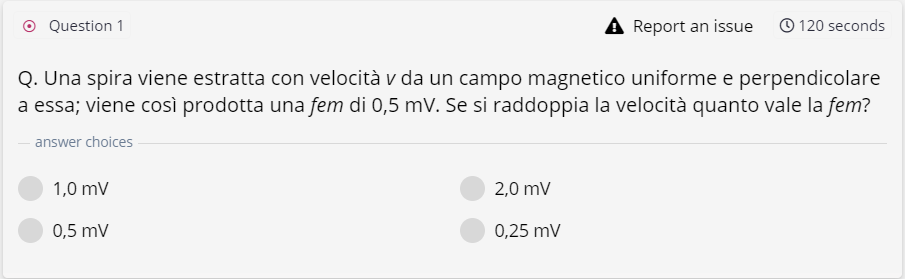 Question 1
Report an issue
120 seconds
Q. Una spira viene estratta con velocità v da un campo magnetico uniforme e perpendicolare
a essa; viene così prodotta una fem di 0,5 mV. Se si raddoppia la velocità quanto vale la fem?
answer choices
1,0 mV
2,0 mV
0,5 mV
0,25 mV